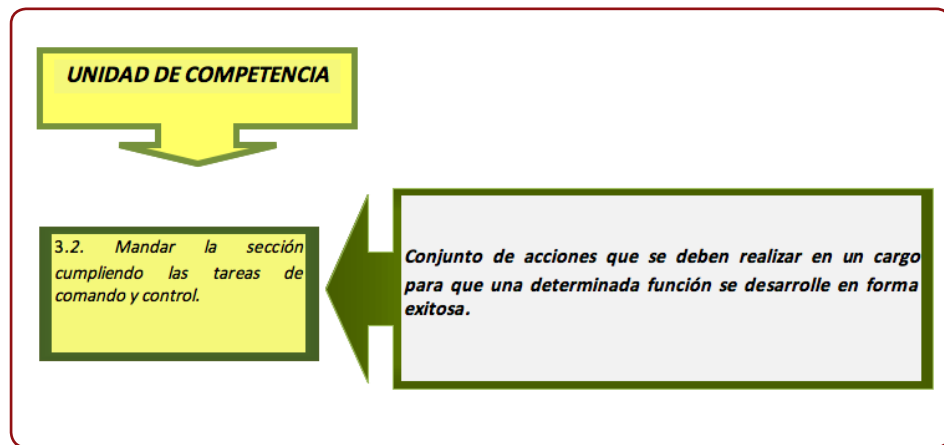 UNIDAD DE COMPETENCIA
3.2. Mandar la sección
cumpliendo las tareas de
comando y control.
Conjunto de acciones que se deben realizar en un cargo
para que una determinada función se desarrolle en forma
exitosa.